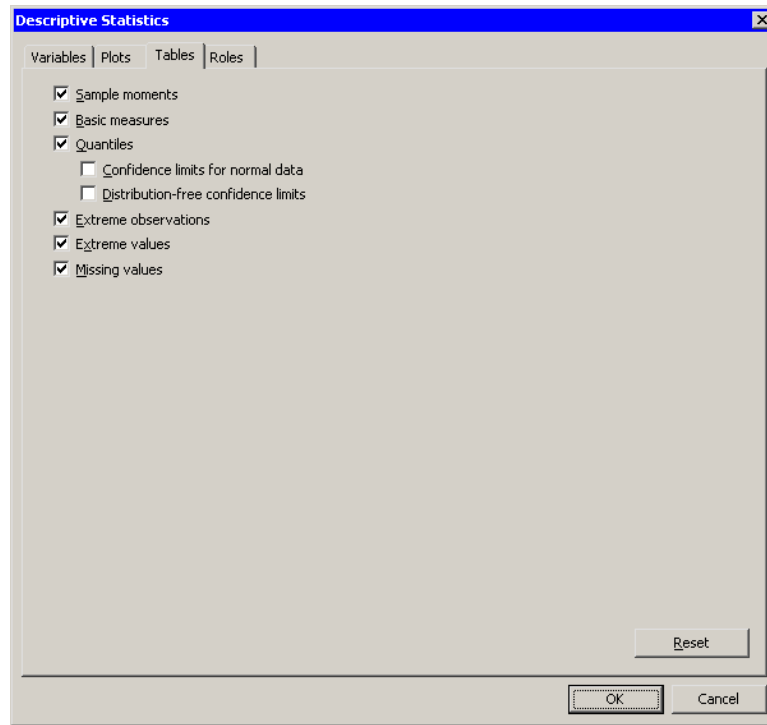 Descriptive Statistics
Variables Plots Tables Roles
Sample moments
Basic measures
Quantiles
Confidence limits for normal data
Distribution-free confidence limits
Extreme observations
Extreme values
Missing values
Reset
OK Cancel